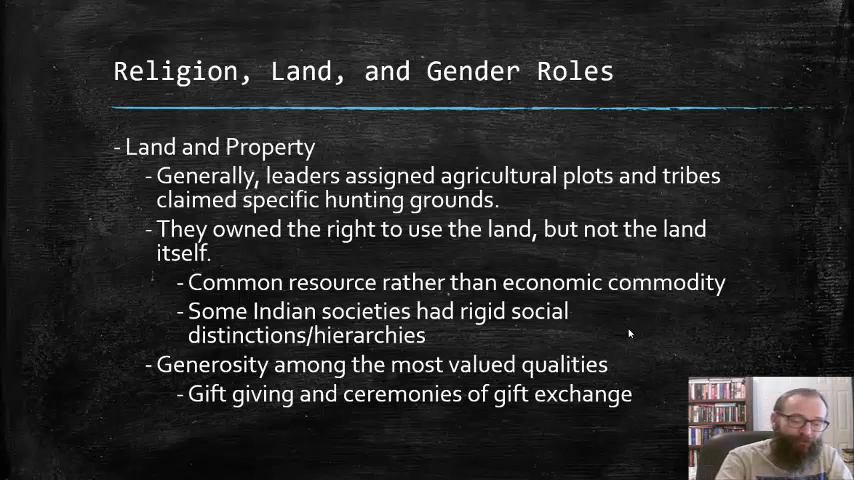 Religion, Land, and Gender Roles
- Land and Property
- Generally, leaders assigned agricultural plots and tribes
claimed specific hunting grounds.
- They owned the right to use the land, but not the land
itself.
- Common resource rather than economic commodity
- Some Indian societies had rigid social
distinctions/hierarchies
- Generosity among the most valued qualities
- Gift giving and ceremonies of gift exchange